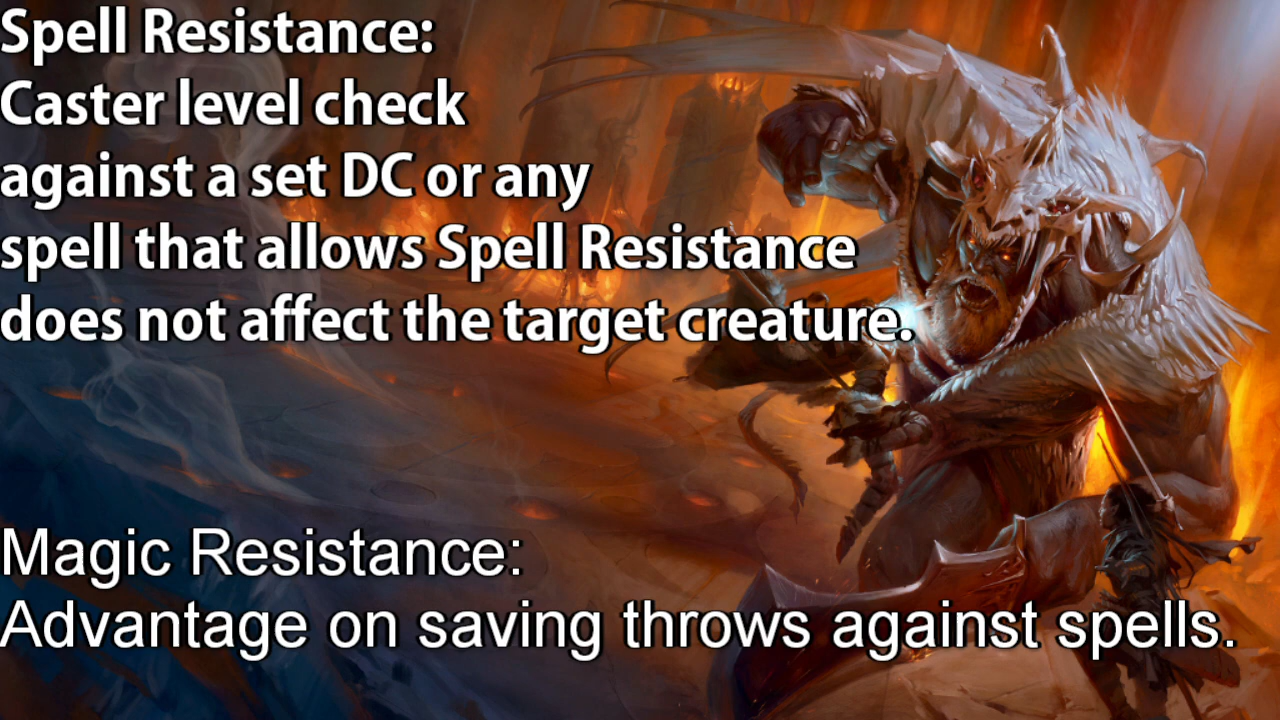 Spell Resistance:
Caster level check
against a set DC or any
spell that allows Spell Resistance
does not affect the target creature.
Magic Resistance:
Advantage on saving throws against spells.